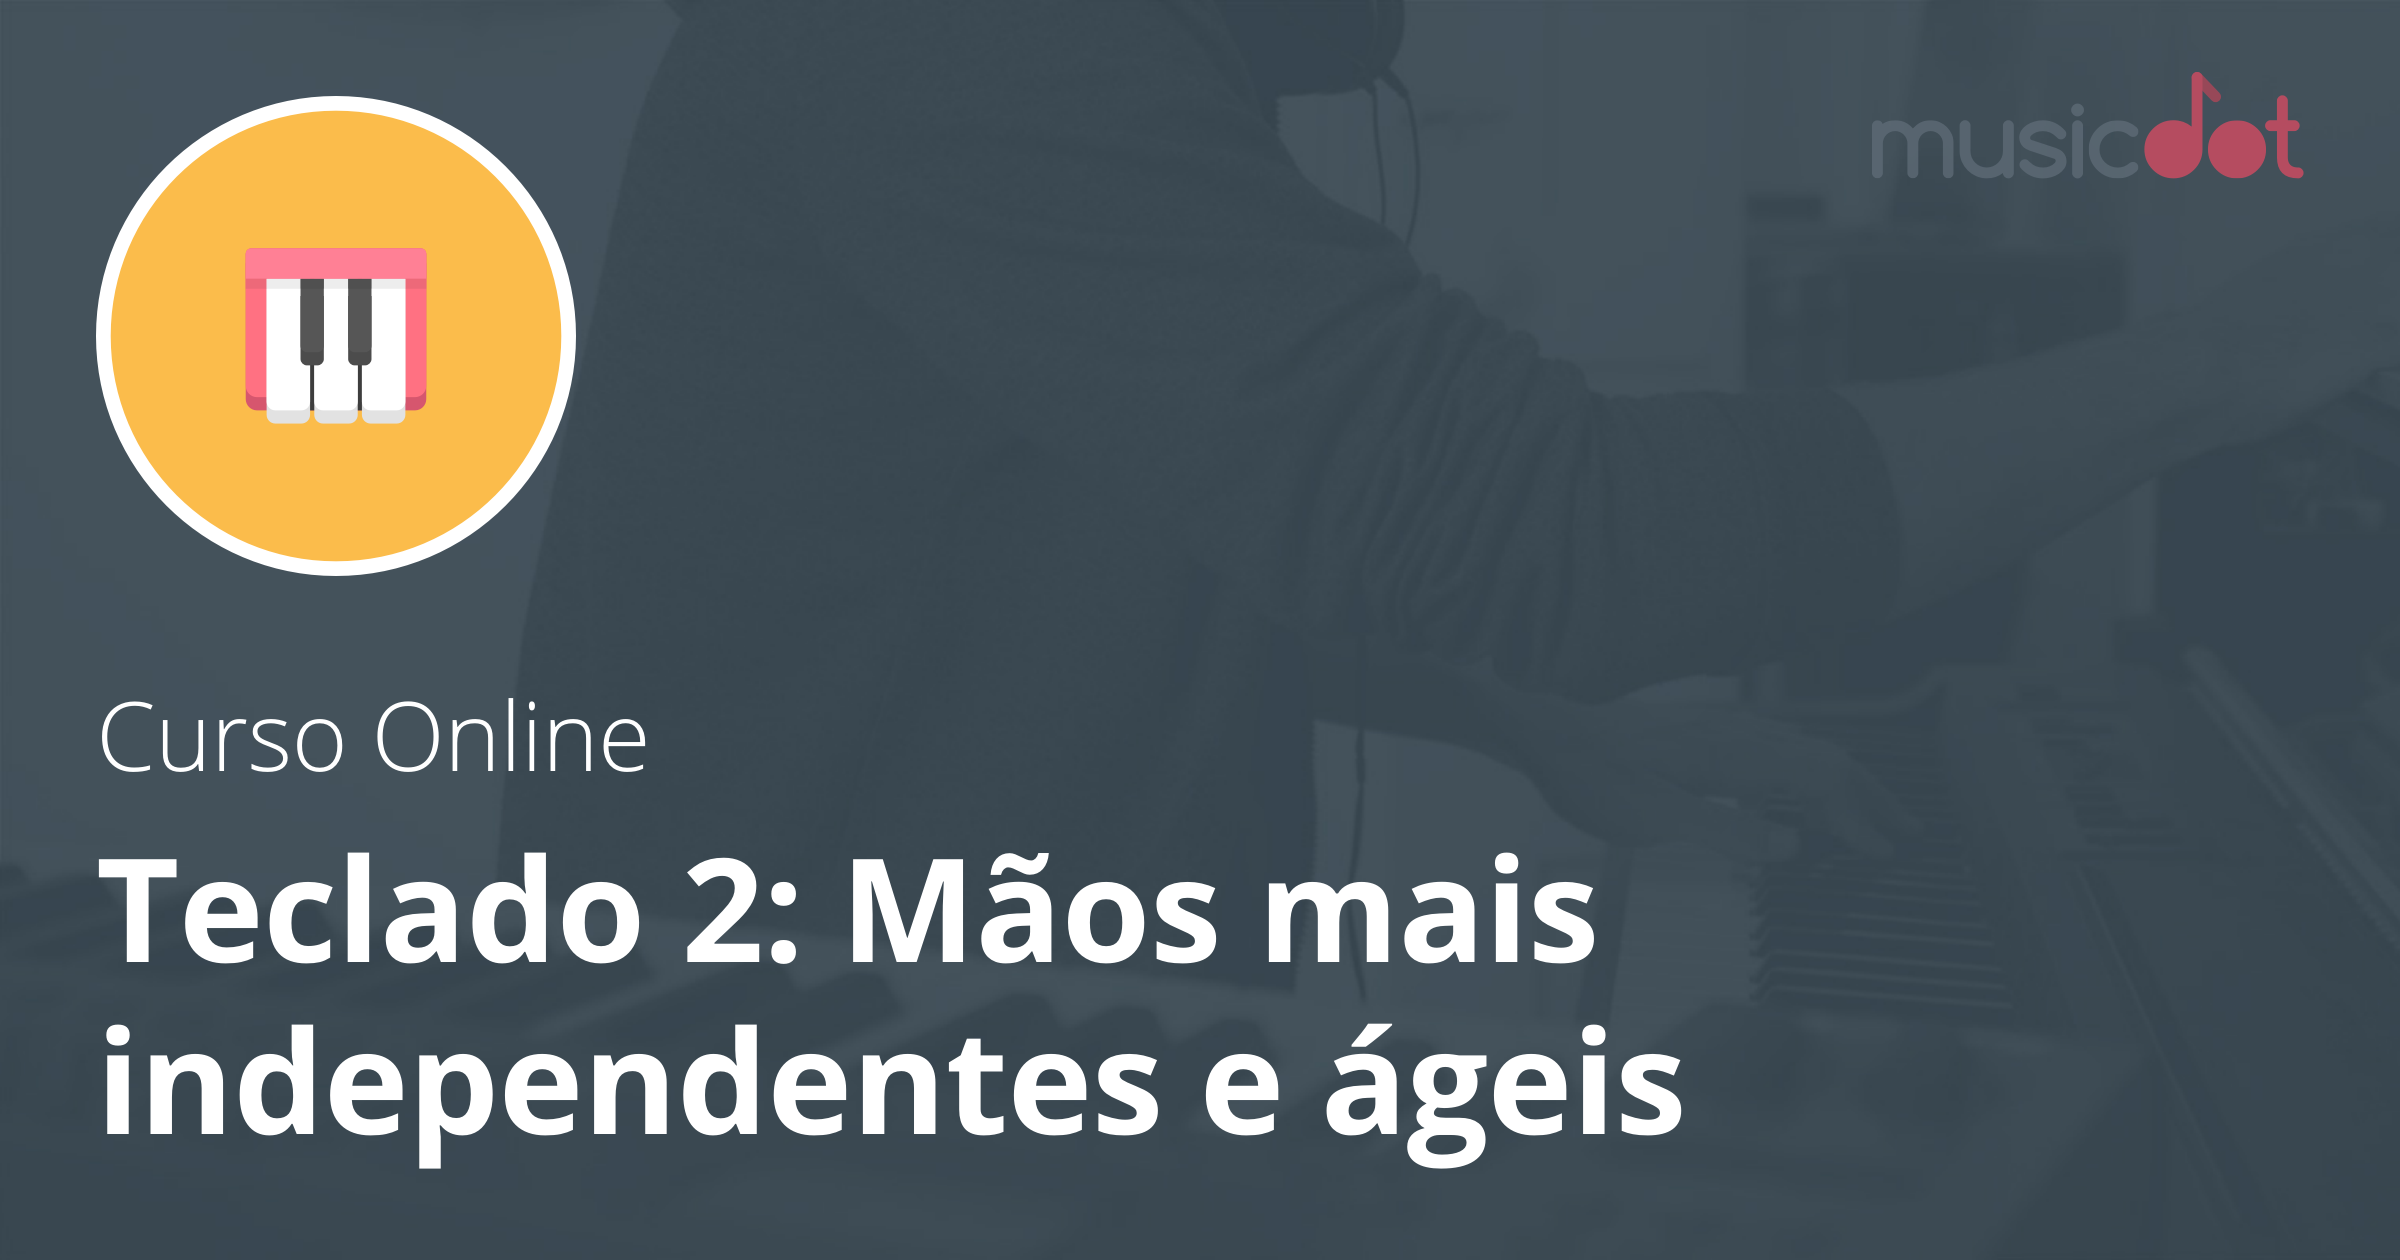 musicdot
Curso Online
Teclado 2: Mãos mais
independentes e ágeis